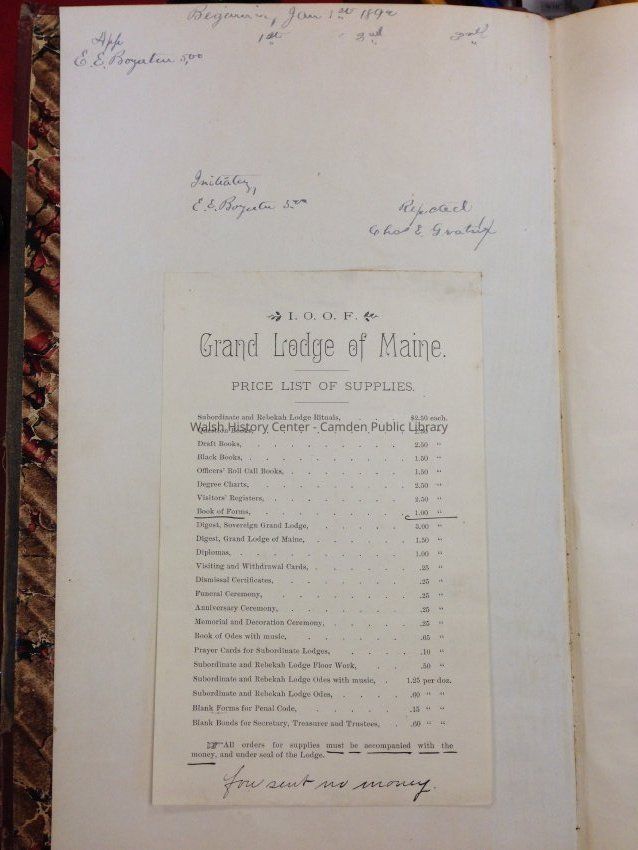 Beginning Jan 1st 189
1st 2nd 3rd
App
E. E. Boynton 5,00
Initiatory,
E. E. Boynton 5.00
Rejected
Chas E.
I. O. O. F.
Grand Lodge of Maine.
PRICE LIST OF SUPPLIES.
Subordinate and Rebekah Lodge Rituals, $2.50 each.
Walsh History Center - Camden Public Library
Question Books,
Draft Books, 2.50 "
Black Books, 1.50 "
Officers' Roll Call Books, 1.50 "
Degree Charts, 2.50 "
Visitors' Registers, 2.50 "
Book of Forms, 1.00 "
Digest, Sovereign Grand Lodge, 5.00 "
Digest, Grand Lodge of Maine, 1.50 "
Diplomas, 1.00 "
Visiting and Withdrawal Cards, .25 "
Dismissal Certificates, .25 "
Funeral Ceremony, .25 "
Anniversary Ceremony, .25 "
Memorial and Decoration Ceremony, .25 "
Book of Odes with music, .65 "
Prayer Cards for Subordinate Lodges, .10 "
Subordinate and Rebekah Lodge Floor Work, .50 "
Subordinate and Rebekah Lodge Odes with music, 1.25 per doz.
Subordinate and Rebekah Lodge Odes, .60 " "
Blank Forms for Penal Code, .15 " "
Blank Bonds for Secretary, Treasurer and Trustees, .60 " "
☞All orders for supplies must be accompanied with the
money, and under seal of the Lodge.
You sent no money.